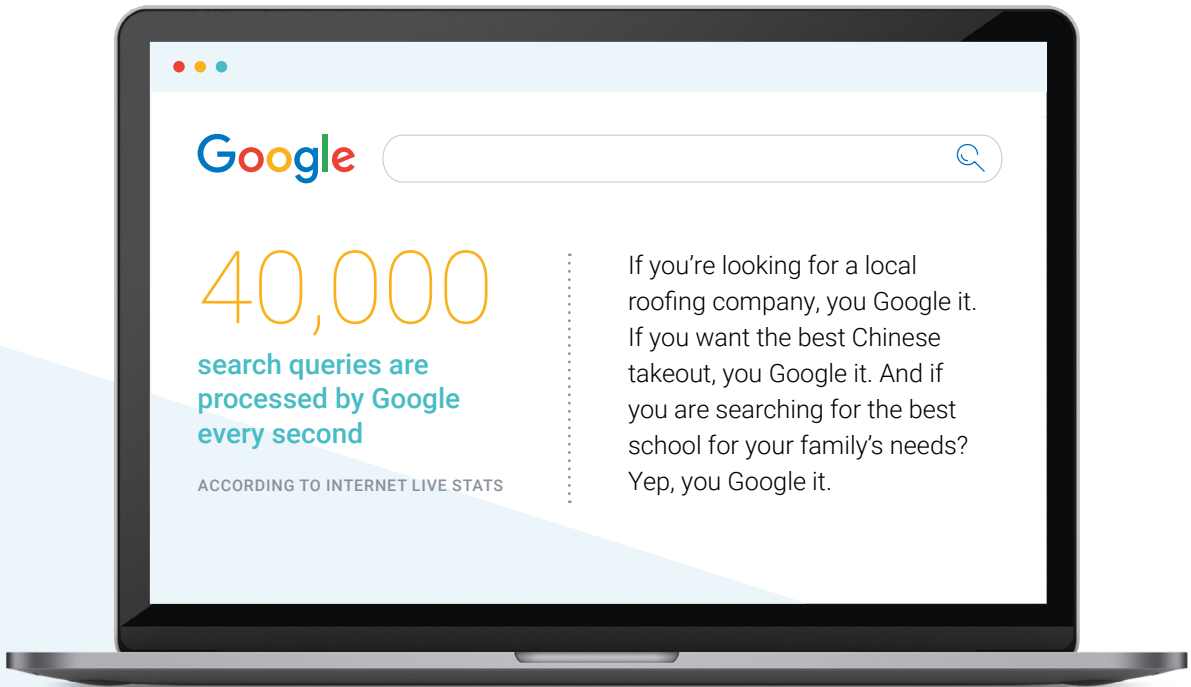 Google
40,000
search queries are
processed by Google
every second
ACCORDING TO INTERNET LIVE STATS
If you’re looking for a local
roofing company, you Google it.
If you want the best Chinese
takeout, you Google it. And if
you are searching for the best
school for your family’s needs?
Yep, you Google it.